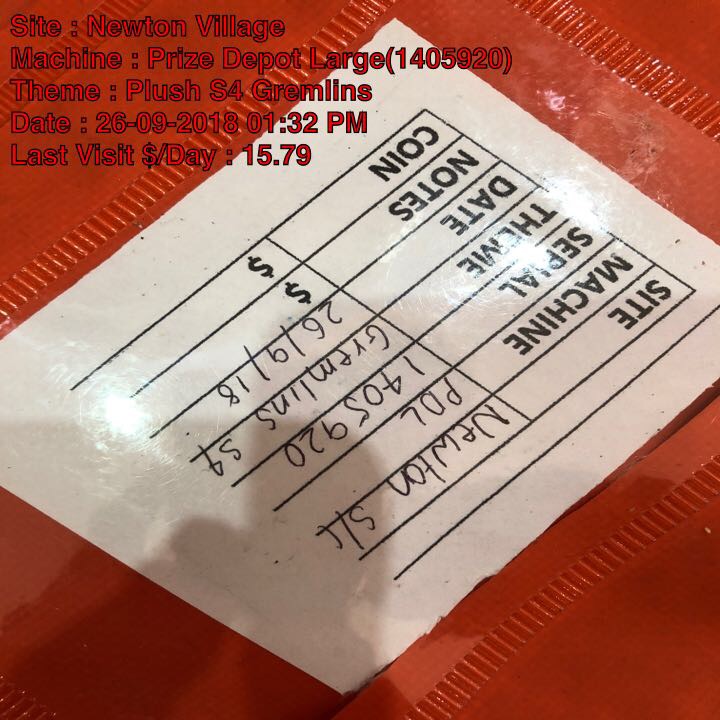 Site : Newton Village
Machine : Prize Depot Large(1405920)
Theme : Plush S4 Gremlins
Date : 26-09-2018 01:32 PM
Last Visit $/Day : 15.79
SITE Newton S/C
MACHINE PDL
SERIAL 1405920
THEME Gremlins S4
DATE 26/9/18
NOTES $
COIN $